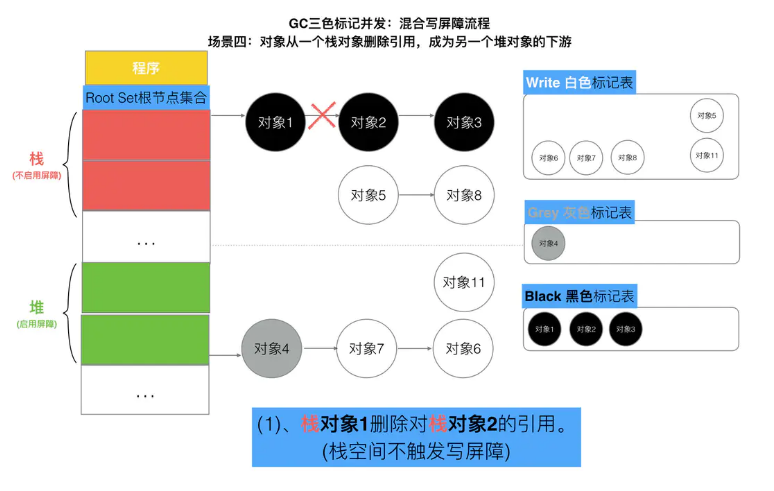 GC三色标记并发：混合写屏障流程
场景四：对象从一个栈对象删除引用，成为另一个堆对象的下游
程序
Root Set根节点集合
栈
(不启用屏障)
...
堆
(启用屏障)
...
对象1
对象2
对象3
对象5
对象8
对象11
对象4
对象7
对象6
Write 白色标记表
对象5
对象6
对象7
对象8
对象11
Grey 灰色标记表
对象4
Black 黑色标记表
对象1
对象2
对象3
(1)、栈对象1删除对栈对象2的引用。
(栈空间不触发写屏障)